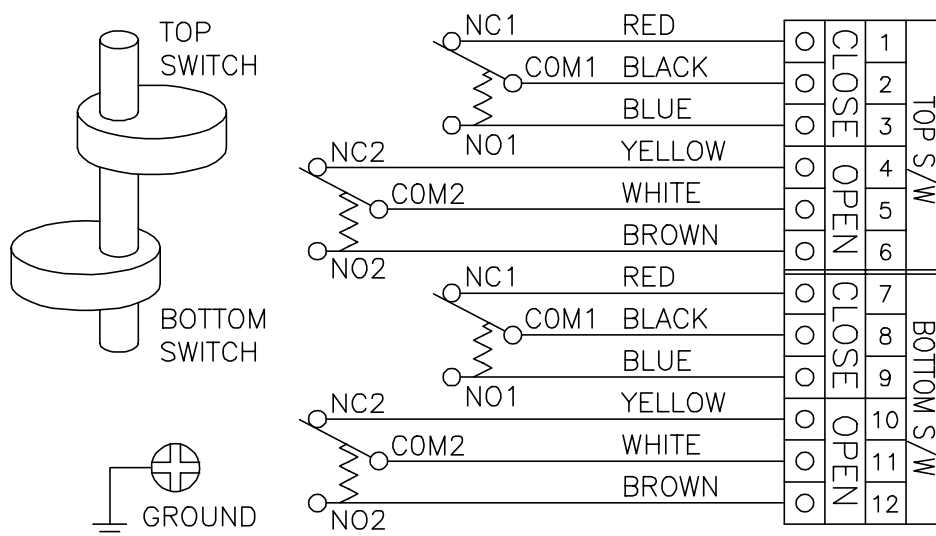 TOP
SWITCH
BOTTOM
SWITCH
GROUND
NC1 RED
COM1 BLACK
BLUE
NO1
NC2 YELLOW
COM2 WHITE
BROWN
NO2
NC1 RED
COM1 BLACK
BLUE
NO1
NC2 YELLOW
COM2 WHITE
BROWN
NO2
CLOSE
OPEN
CLOSE
OPEN
1
2
3
4
5
6
7
8
9
10
11
12
TOP S/W
BOTTOM S/W